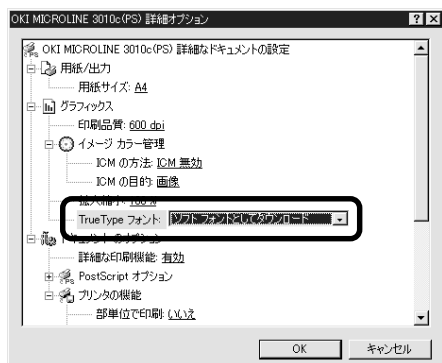 OKI MICROLINE 3010c(PS) 詳細オプション
OKI MICROLINE 3010c(PS) 詳細なドキュメントの設定
用紙/出力
用紙サイズ: A4
グラフィックス
印刷品質: 600 dpi
イメージ カラー管理
ICM の方法: ICM 無効
ICM の目的: 画像
拡大縮小: 100 %
TrueType フォント: ソフト フォントとしてダウンロード
ドキュメントのオプション
詳細な印刷機能: 有効
PostScript オプション
プリンタの機能
部単位で印刷: いいえ
OK キャンセル